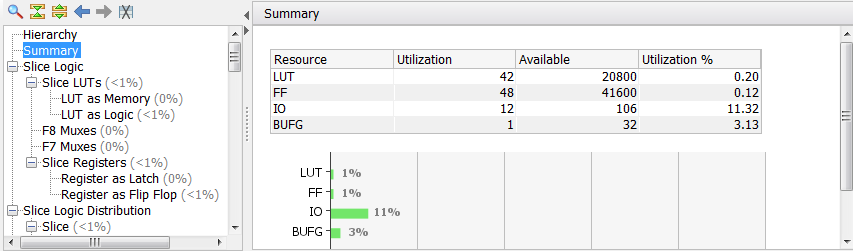 Hierarchy
Summary
Slice Logic
Slice LUTs (<1%)
LUT as Memory (0%)
LUT as Logic (<1%)
F8 Muxes (0%)
F7 Muxes (0%)
Slice Registers (<1%)
Register as Latch (0%)
Register as Flip Flop (<1%)
Slice Logic Distribution
Slice (<1%)
Summary
Resource Utilization Available Utilization %
LUT 42 20800 0.20
FF 48 41600 0.12
IO 12 106 11.32
BUFG 1 32 3.13
LUT 1%
FF 1%
IO 11%
BUFG 3%